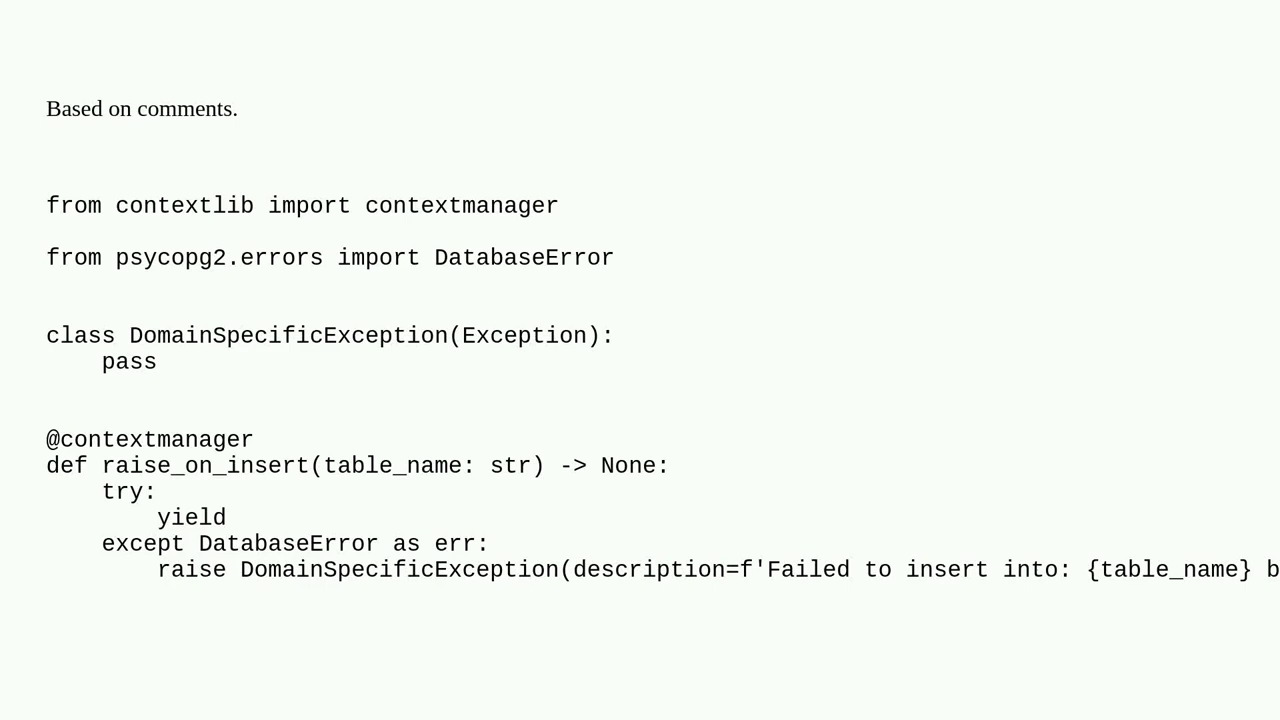 Based on comments.
from contextlib import contextmanager
from psycopg2.errors import DatabaseError
class DomainSpecificException(Exception):
    pass
@contextmanager
def raise_on_insert(table_name: str) -> None:
    try:
        yield
    except DatabaseError as err:
        raise DomainSpecificException(description=f'Failed to insert into: {table_name}